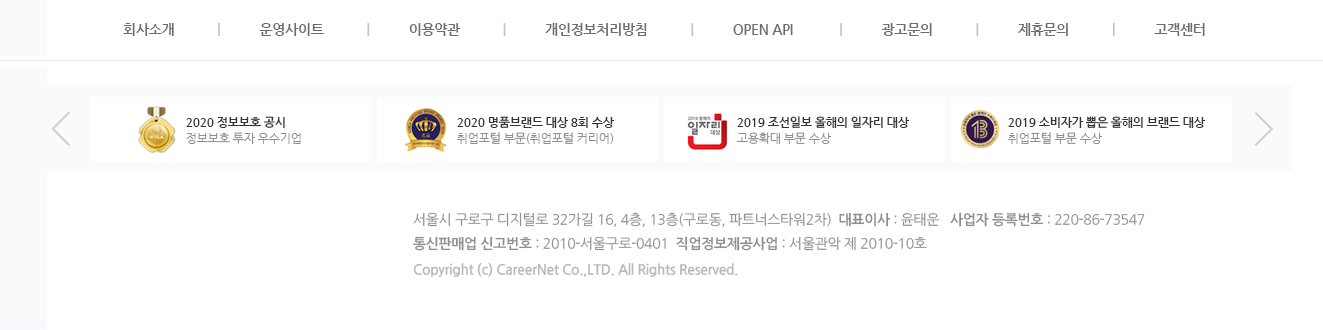 회사소개 | 운영사이트 | 이용약관 | 개인정보처리방침 | OPEN API | 광고문의 | 제휴문의 | 고객센터
2020 정보보호 공시
정보보호 투자 우수기업
2020 명품브랜드 대상 8회 수상
취업포털 부문(취업포털 커리어)
일자리
대상
2019 조선일보 올해의 일자리 대상
고용확대 부문 수상
13
2019 소비자가 뽑은 올해의 브랜드 대상
취업포털 부문 수상
서울시 구로구 디지털로 32가길 16, 4층, 13층(구로동, 파트너스타워2차) 대표이사 : 윤태운 사업자 등록번호 : 220-86-73547
통신판매업 신고번호 : 2010-서울구로-0401 직업정보제공사업 : 서울관악 제 2010-10호
Copyright (c) CareerNet Co.,LTD. All Rights Reserved.